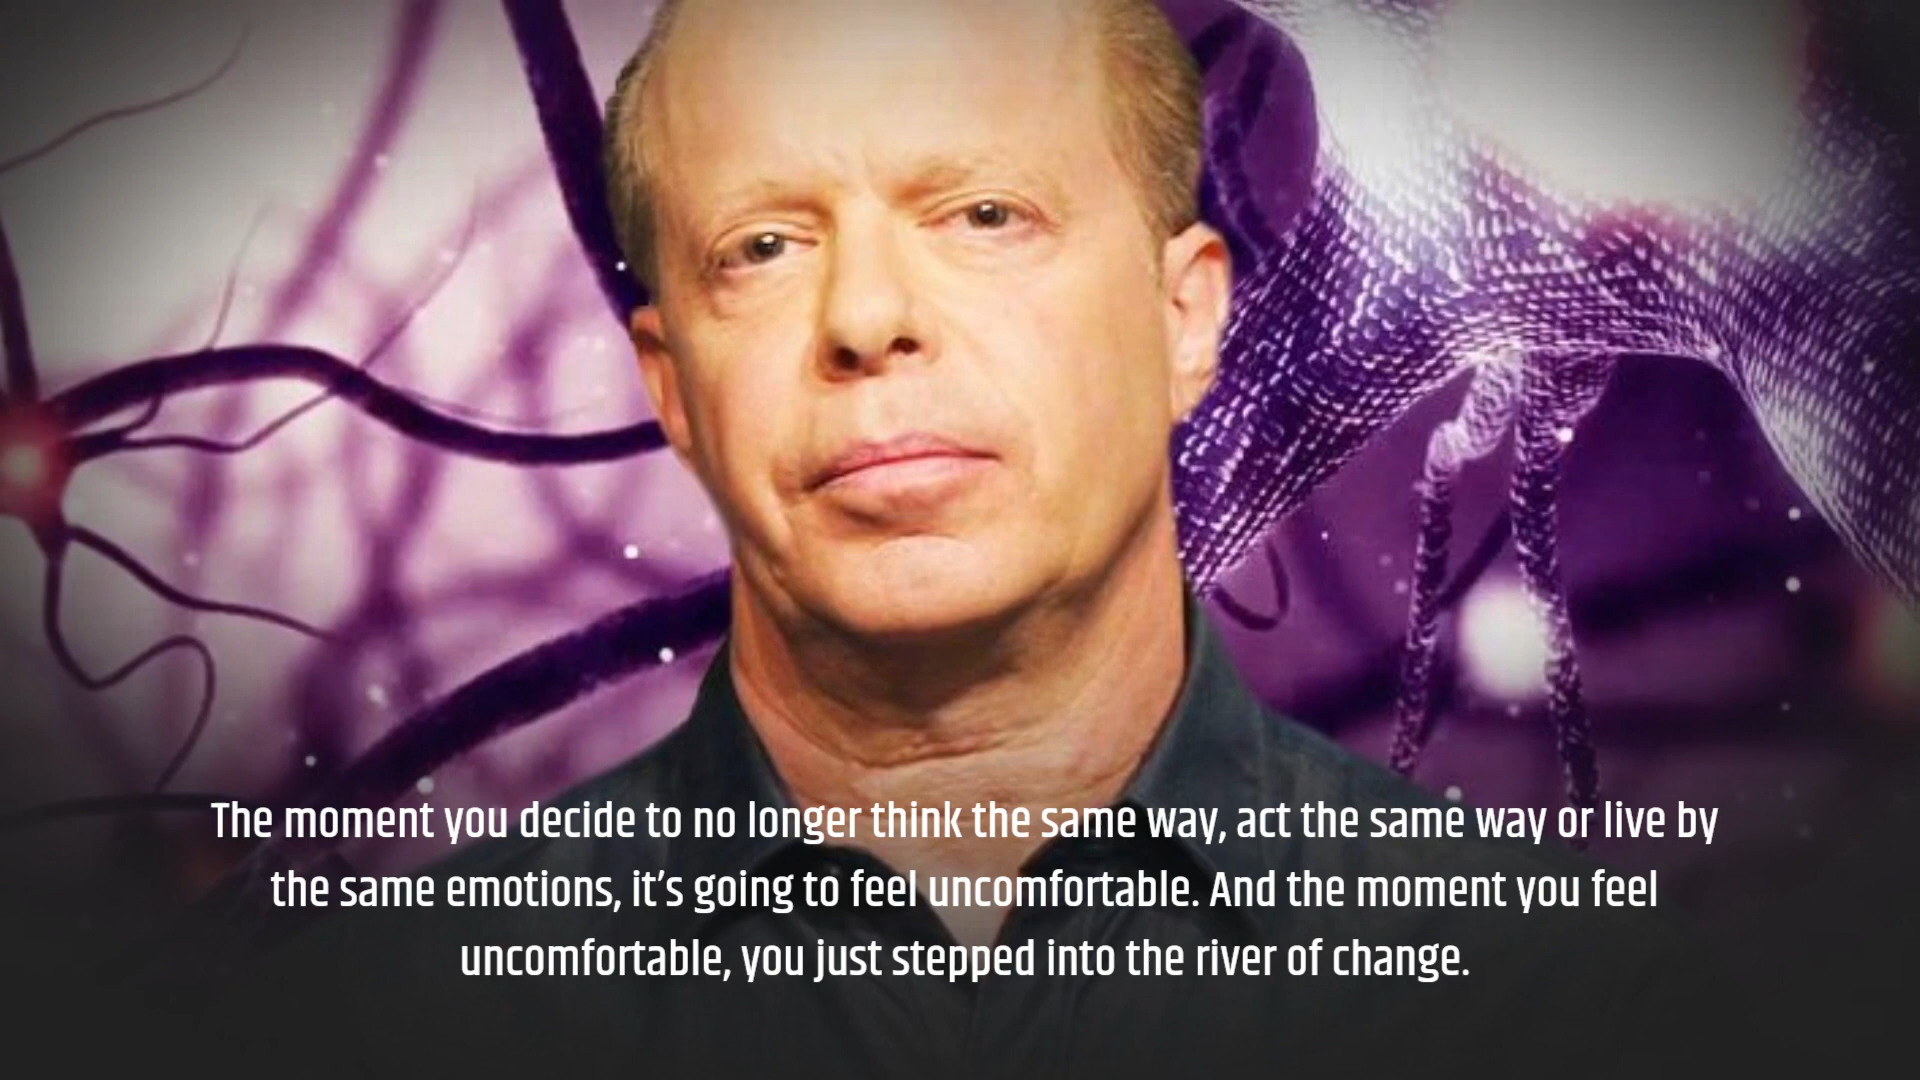 The moment you decide to no longer think the same way, act the same way or live by
the same emotions, it’s going to feel uncomfortable. And the moment you feel
uncomfortable, you just stepped into the river of change.